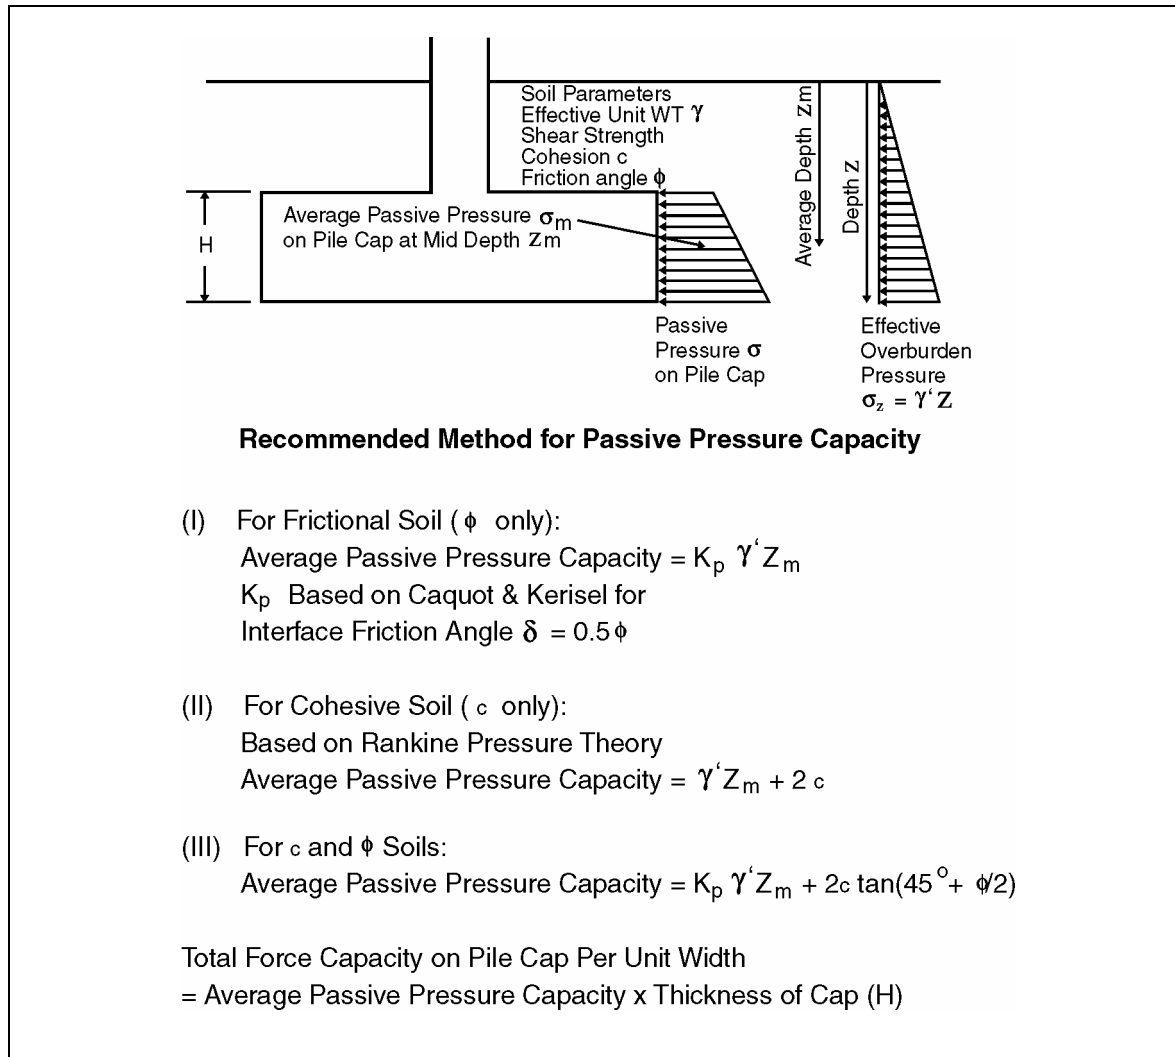 Soil Parameters
Effective Unit WT γ
Shear Strength
Cohesion c
Friction angle ϕ
Average Depth Zm
Depth Z
H
Average Passive Pressure σm
on Pile Cap at Mid Depth Zm
Passive
Pressure σ
on Pile Cap
Effective
Overburden
Pressure
σz = γ‘Z
Recommended Method for Passive Pressure Capacity
(I) For Frictional Soil ( ϕ only):
Average Passive Pressure Capacity = Kp γ‘Zm
Kp Based on Caquot & Kerisel for
Interface Friction Angle δ = 0.5ϕ
(II) For Cohesive Soil ( c only):
Based on Rankine Pressure Theory
Average Passive Pressure Capacity = γ‘Zm + 2 c
(III) For c and ϕ Soils:
Average Passive Pressure Capacity = Kp γ‘Zm + 2c tan(45°+ ϕ/2)
Total Force Capacity on Pile Cap Per Unit Width
= Average Passive Pressure Capacity x Thickness of Cap (H)